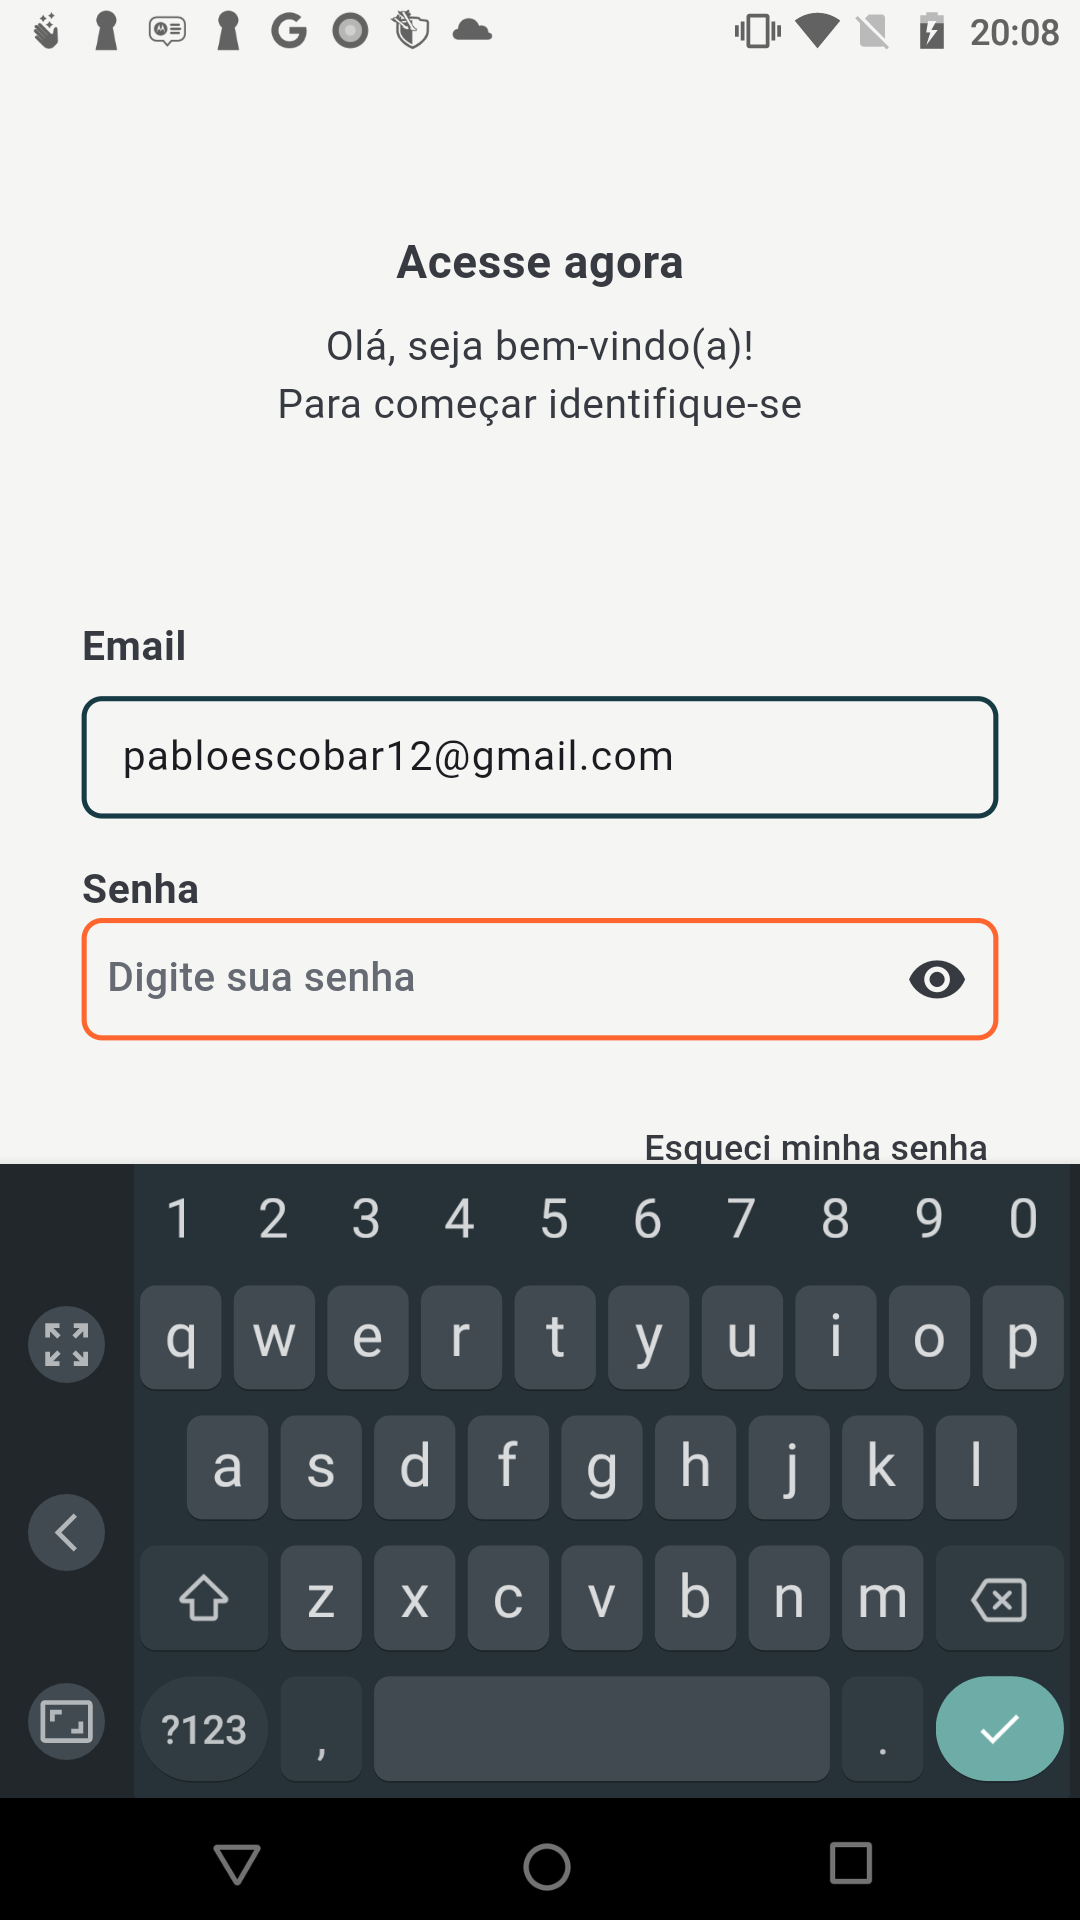 20:08
Acesse agora
Olá, seja bem-vindo(a)!
Para começar identifique-se
Email
pabloescobar12@gmail.com
Senha
Digite sua senha
Esqueci minha senha
1 2 3 4 5 6 7 8 9 0
q w e r t y u i o p
a s d f g h j k l
z x c v b n m
?123 , .